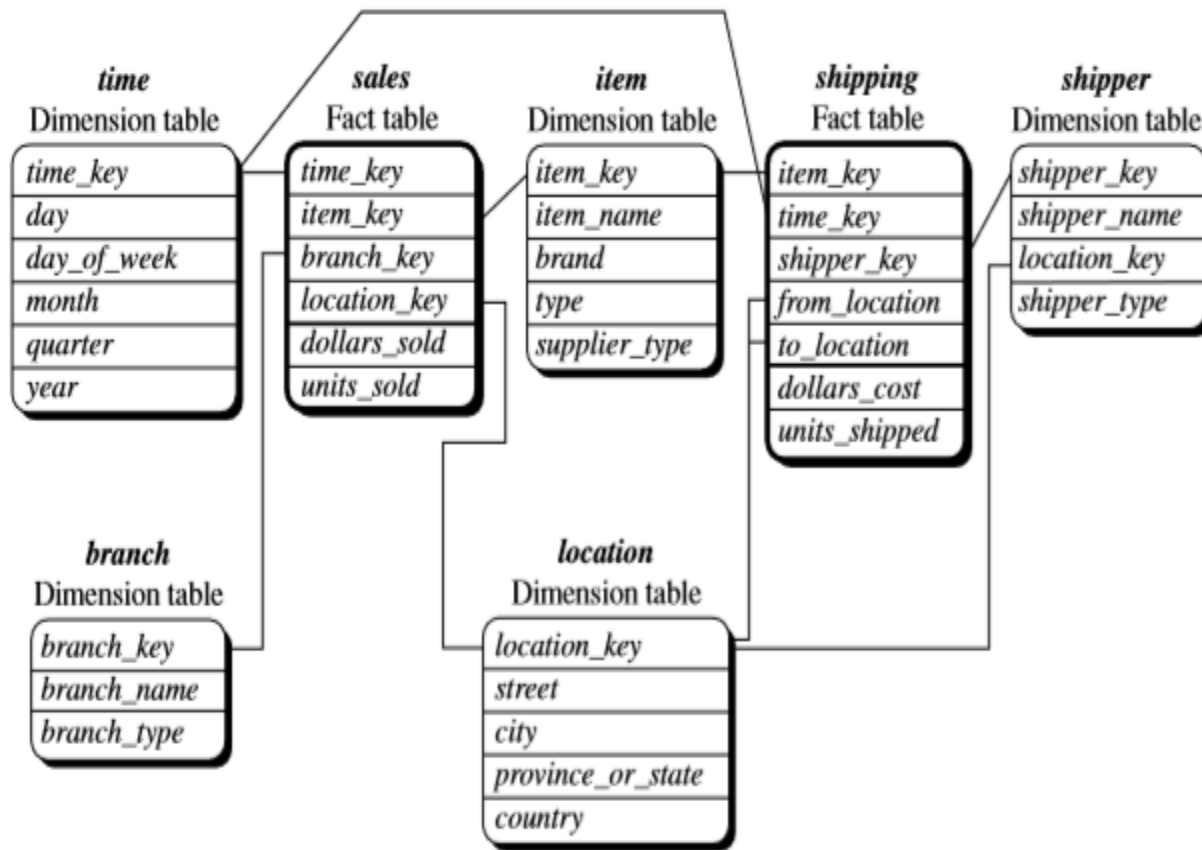 time
Dimension table
time_key
day
day_of_week
month
quarter
year
sales
Fact table
time_key
item_key
branch_key
location_key
dollars_sold
units_sold
item
Dimension table
item_key
item_name
brand
type
supplier_type
shipping
Fact table
item_key
time_key
shipper_key
from_location
to_location
dollars_cost
units_shipped
shipper
Dimension table
shipper_key
shipper_name
location_key
shipper_type
branch
Dimension table
branch_key
branch_name
branch_type
location
Dimension table
location_key
street
city
province_or_state
country